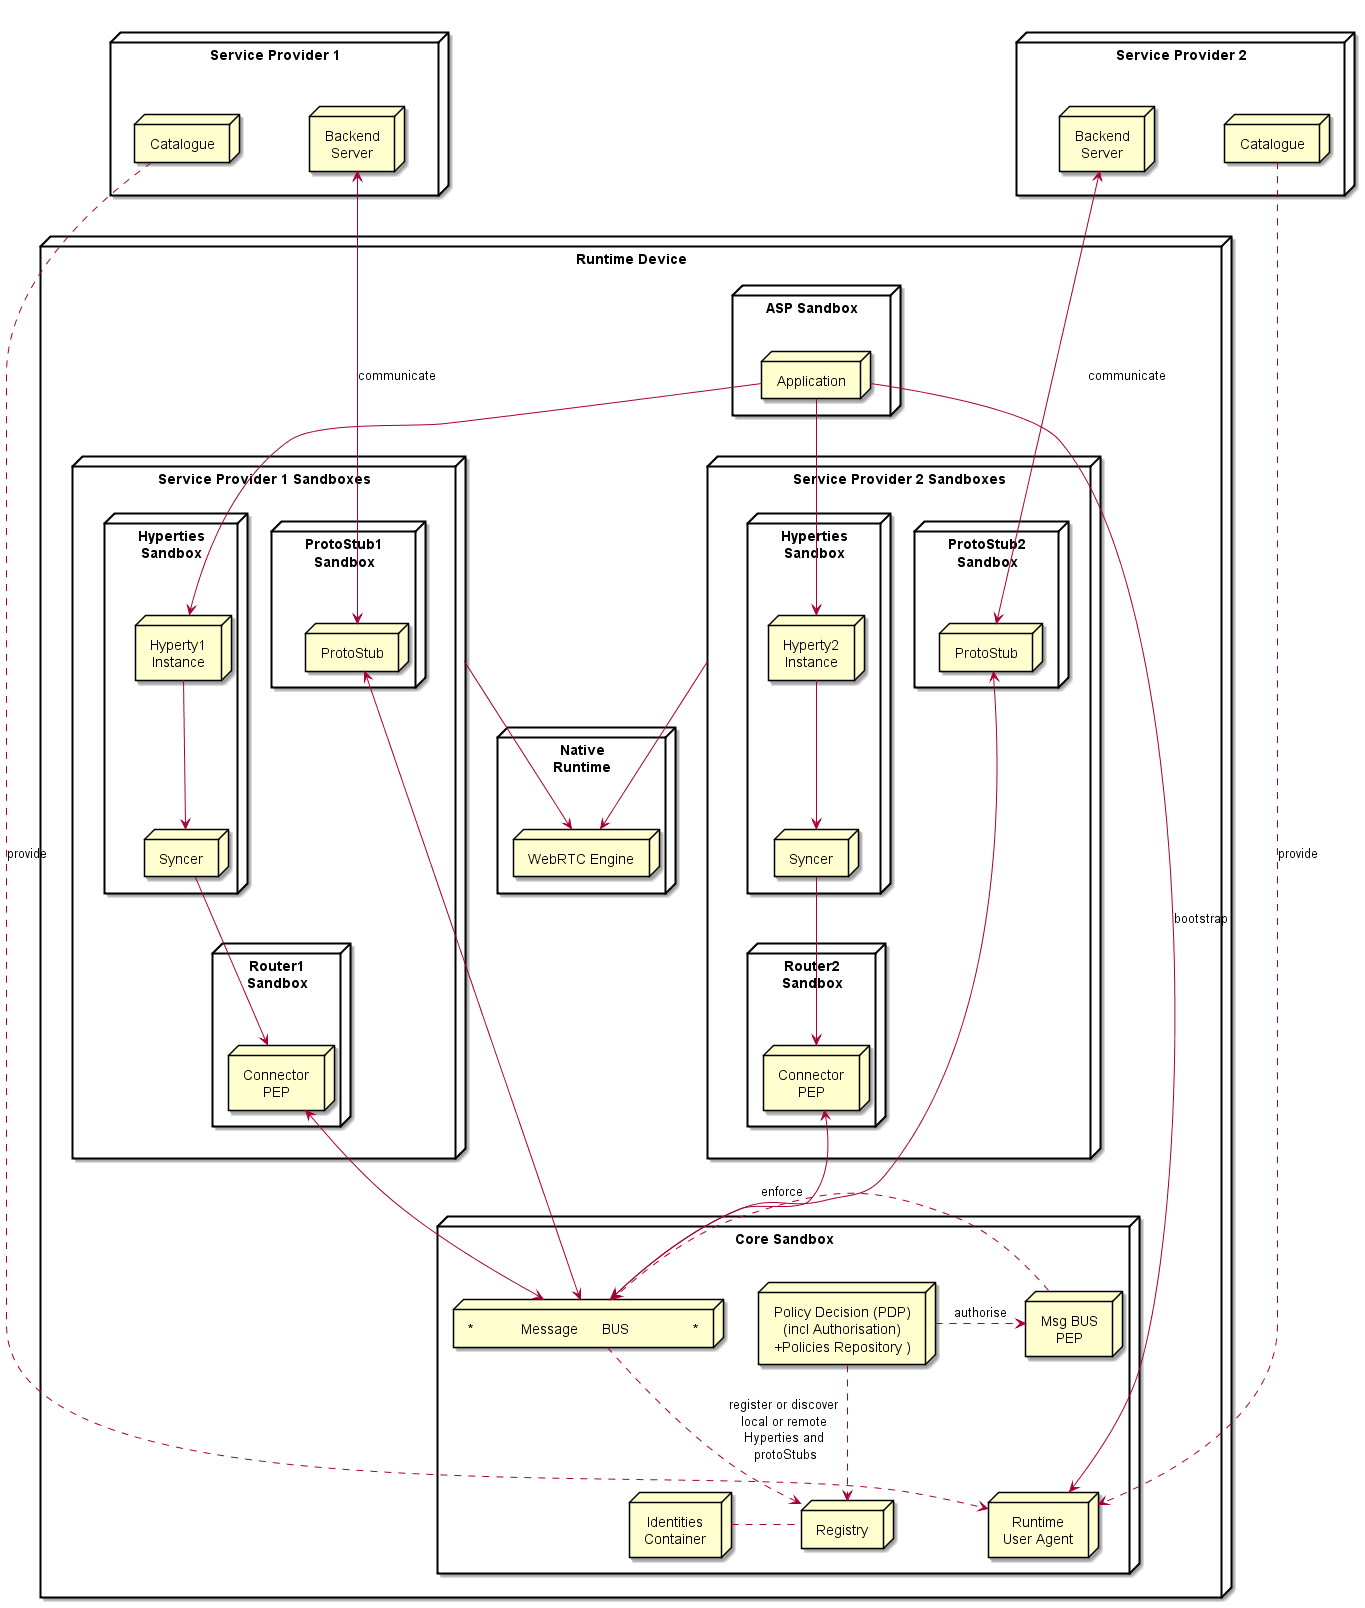 Service Provider 1
Service Provider 2
Catalogue
Backend
Server
Backend
Server
Catalogue
Runtime Device
ASP Sandbox
Application
communicate
communicate
Service Provider 1 Sandboxes
Service Provider 2 Sandboxes
Hyperties
Sandbox
ProtoStub1
Sandbox
Hyperties
Sandbox
ProtoStub2
Sandbox
Hyperty1
Instance
ProtoStub
Hyperty2
Instance
ProtoStub
Native
Runtime
WebRTC Engine
Syncer
Syncer
provide
provide
bootstrap
Router1
Sandbox
Router2
Sandbox
Connector
PEP
Connector
PEP
enforce
Core Sandbox
* Message BUS *
Policy Decision (PDP)
(incl Authorisation)
+Policies Repository )
authorise
Msg BUS
PEP
register or discover
local or remote
Hyperties and
protoStubs
Identities
Container
Registry
Runtime
User Agent